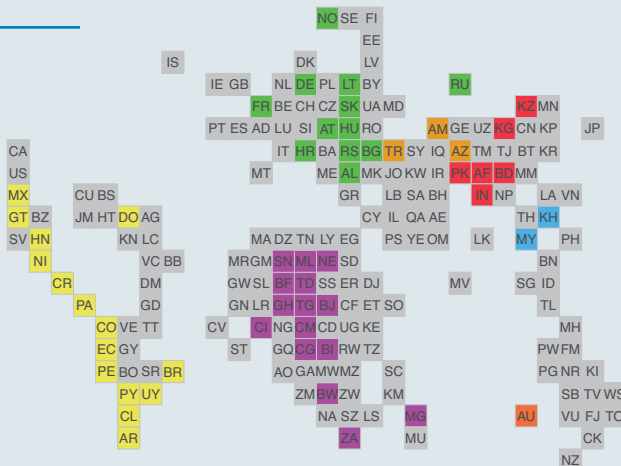 NO SE FI
EE
IS DK LV
IE GB NL DE PL LT BY RU
FR BE CH CZ SK UA MD KZ MN
PT ES AD LU SI AT HU RO AM GE UZ KG CN KP JP
CA IT HR BA RS BG TR SY IQ AZ TM TJ BT KR
US MT ME AL MK JO KW IR PK AF BD MM
MX CU BS GR LB SA BH IN NP LA VN
GT BZ JM HT DO AG CY IL QA AE TH KH
SV HN KN LC MA DZ TN LY EG PS YE OM LK MY PH
NI VC BB MR GM SN ML NE SD BN
CR DM GW SL BF TD SS ER DJ MV SG ID
PA GD GN LR GH TG BJ CF ET SO TL
CO VE TT CV CI NG CM CD UG KE MH
EC GY ST GQ CG BI RW TZ PW FM
PE BO SR BR AO GA MW MZ SC PG NR KI
PY UY ZM BW ZW KM SB TV WS
CL NA SZ LS MG AU VU FJ TO
AR ZA MU CK
NZ